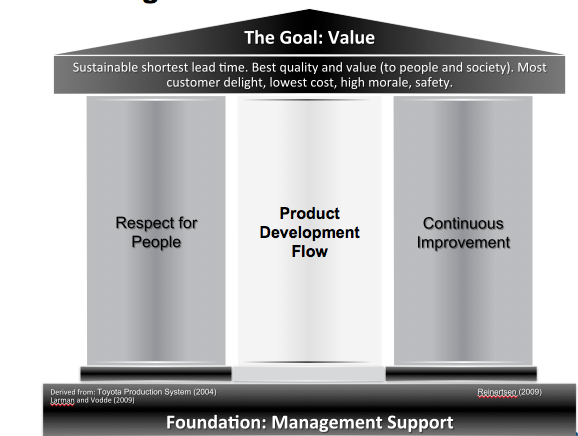 The Goal: Value
Sustainable shortest lead time. Best quality and value (to people and society). Most
customer delight, lowest cost, high morale, safety.
Respect for
People
Product
Development
Flow
Continuous
Improvement
Derived from: Toyota Production System (2004)
Larman and Vodde (2009)
Reinertsen (2009)
Foundation: Management Support